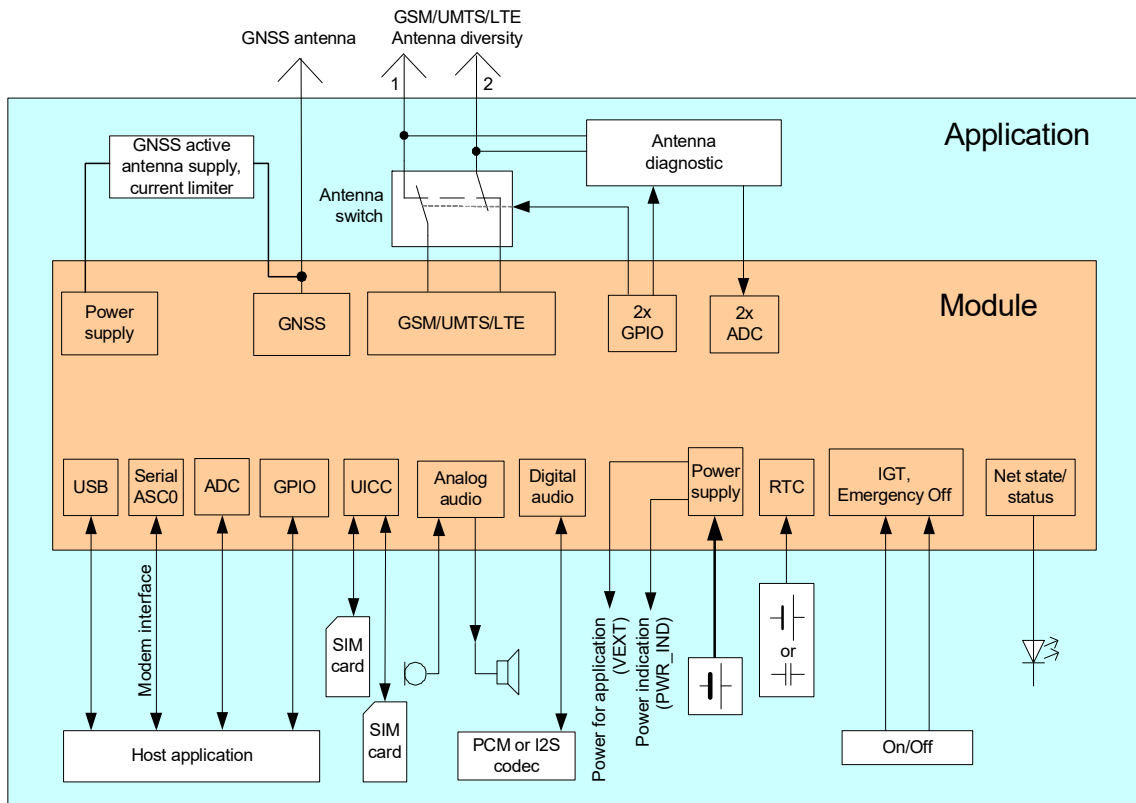 GNSS antenna
GSM/UMTS/LTE
Antenna diversity
1
2
Application
GNSS active
antenna supply,
current limiter
Antenna
diagnostic
Antenna
switch
Module
Power
supply
GNSS
GSM/UMTS/LTE
2x
GPIO
2x
ADC
USB
Serial
ASC0
ADC
GPIO
UICC
Analog
audio
Digital
audio
Power
supply
RTC
IGT,
Emergency Off
Net state/
status
Modem interface
SIM
card
SIM
card
Power for application
(VEXT)
Power indication
(PWR_IND)
or
Host application
PCM or I2S
codec
On/Off